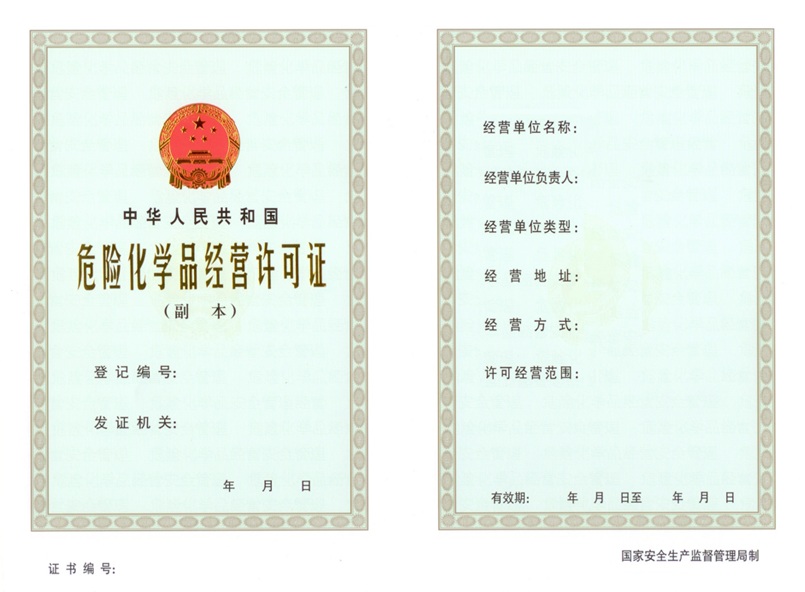 中华人民共和国
危险化学品经营许可证
（副 本）
登记编号：
发证机关：
年 月 日
证书编号：
经营单位名称：
经营单位负责人：
经营单位类型：
经营地址：
经营方式：
许可经营范围：
有效期： 年 月 日至 年 月 日
国家安全生产监督管理局制